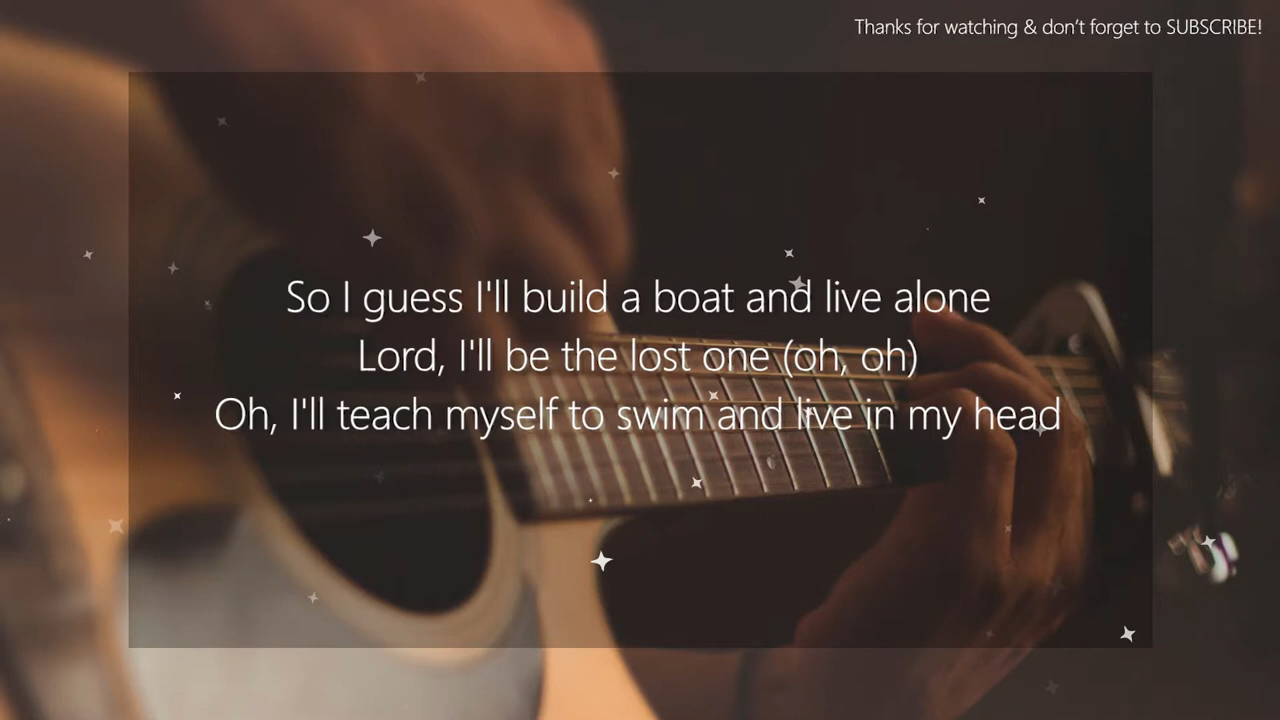 Thanks for watching & don't forget to SUBSCRIBE!
So I guess I'll build a boat and live alone
Lord, I'll be the lost one (oh, oh)
Oh, I'll teach myself to swim and live in my head